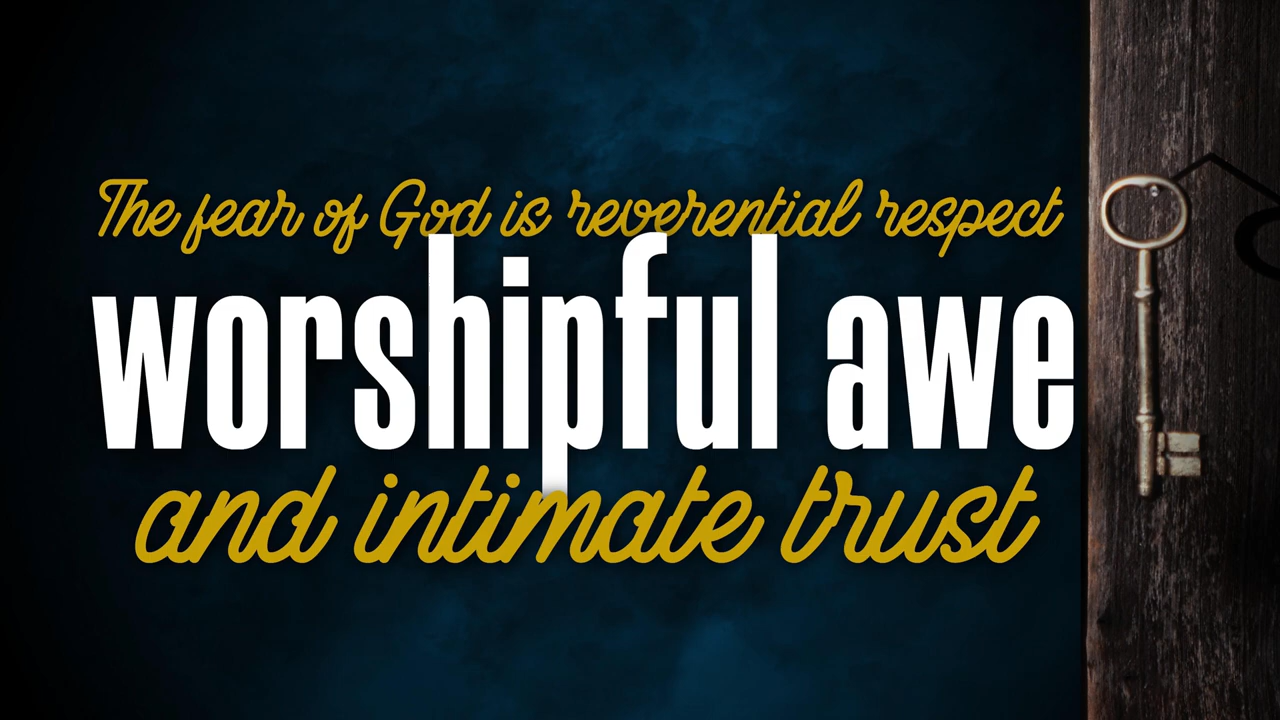 The fear of God is reverential respect
worshipful awe
and intimate trust